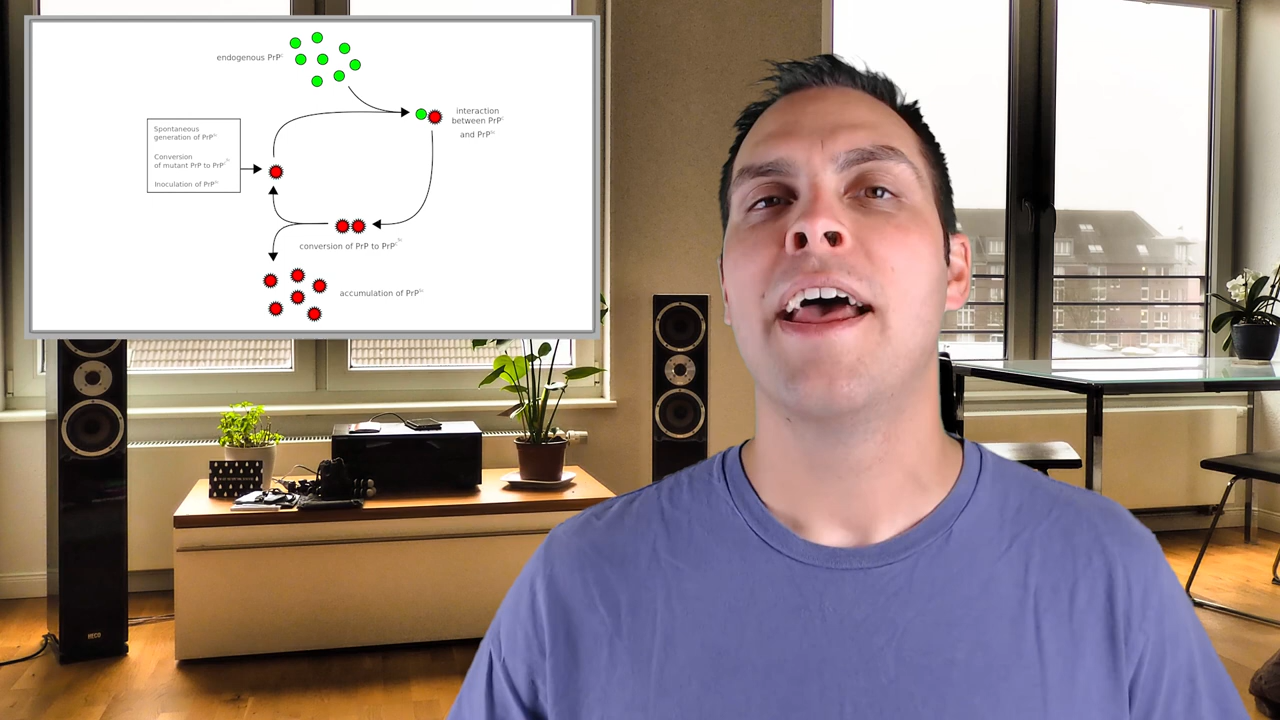 endogenous PrPᶜ
interaction
between PrPᶜ
and PrPˢᶜ
Spontaneous
generation of PrPˢᶜ
Conversion
of mutant PrP to PrPˢᶜ
Inoculation of PrPˢᶜ
conversion of PrP to PrPˢᶜ
accumulation of PrPˢᶜ
HECO